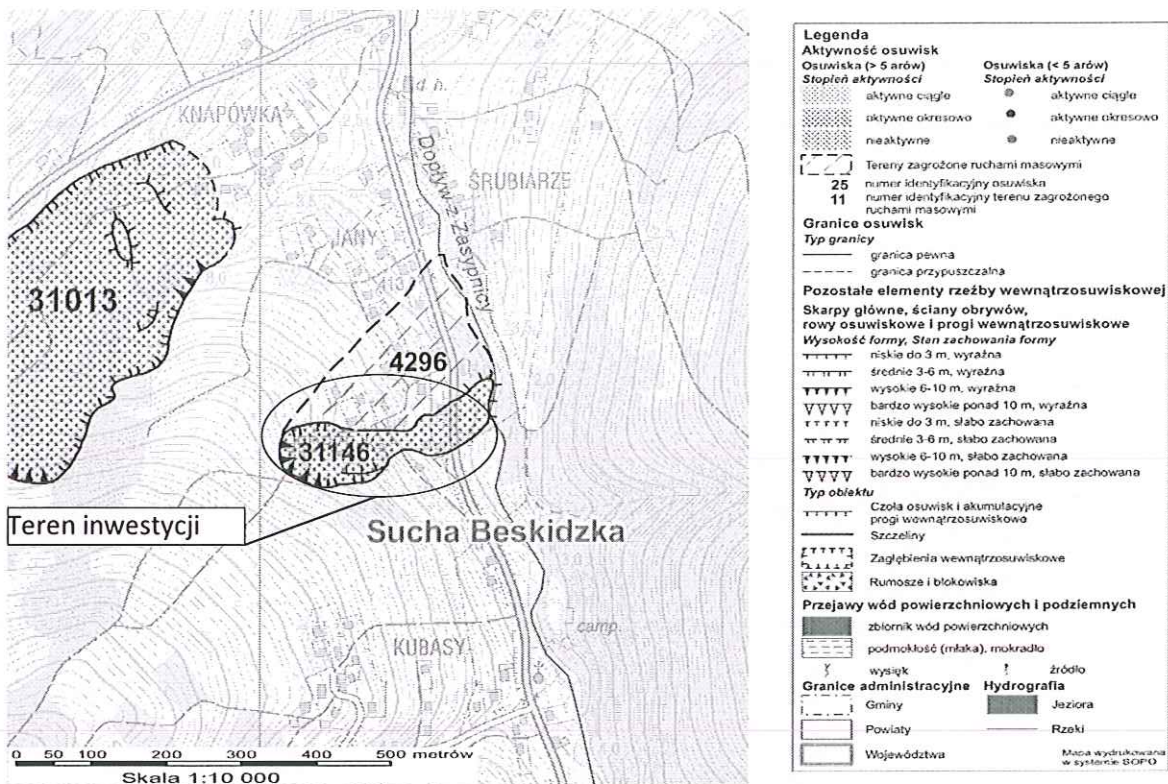 KNAPÓWKA
d. h.
Dopływ z Zasypnicy
ŚRUBIARZE
JANY
413
31013
4296
31146
Teren inwestycji
Sucha Beskidzka
camp.
KUBASY
0 50 100 200 300 400 500 metrów
Skala 1:10 000
Legenda
Aktywność osuwisk
Osuwiska (> 5 arów) Osuwiska (< 5 arów)
Stopień aktywności Stopień aktywności
aktywne ciągle aktywne ciągle
aktywne okresowo aktywne okresowo
nieaktywne nieaktywne
Tereny zagrożone ruchami masowymi
25 numer identyfikacyjny osuwiska
11 numer identyfikacyjny terenu zagrożonego
ruchami masowymi
Granice osuwisk
Typ granicy
granica pewna
granica przypuszczalna
Pozostałe elementy rzeźby wewnątrzosuwiskowej
Skarpy główne, ściany obrywów,
rowy osuwiskowe i progi wewnątrzosuwiskowe
Wysokość formy, Stan zachowania formy
niskie do 3 m, wyraźna
średnie 3-6 m, wyraźna
wysokie 6-10 m, wyraźna
bardzo wysokie ponad 10 m, wyraźna
niskie do 3 m, słabo zachowana
średnie 3-6 m, słabo zachowana
wysokie 6-10 m, słabo zachowana
bardzo wysokie ponad 10 m, słabo zachowana
Typ obiektu
Czoła osuwisk i akumulacyjne
progi wewnątrzosuwiskowe
Szczeliny
Zagłębienia wewnątrzosuwiskowe
Rumosze i blokowiska
Przejawy wód powierzchniowych i podziemnych
zbiornik wód powierzchniowych
podmokłość (młaka), mokradło
wysięk źródło
Granice administracyjne Hydrografia
Gminy Jeziora
Powiaty Rzeki
Województwa Mapa wydrukowana
w systemie SOPO